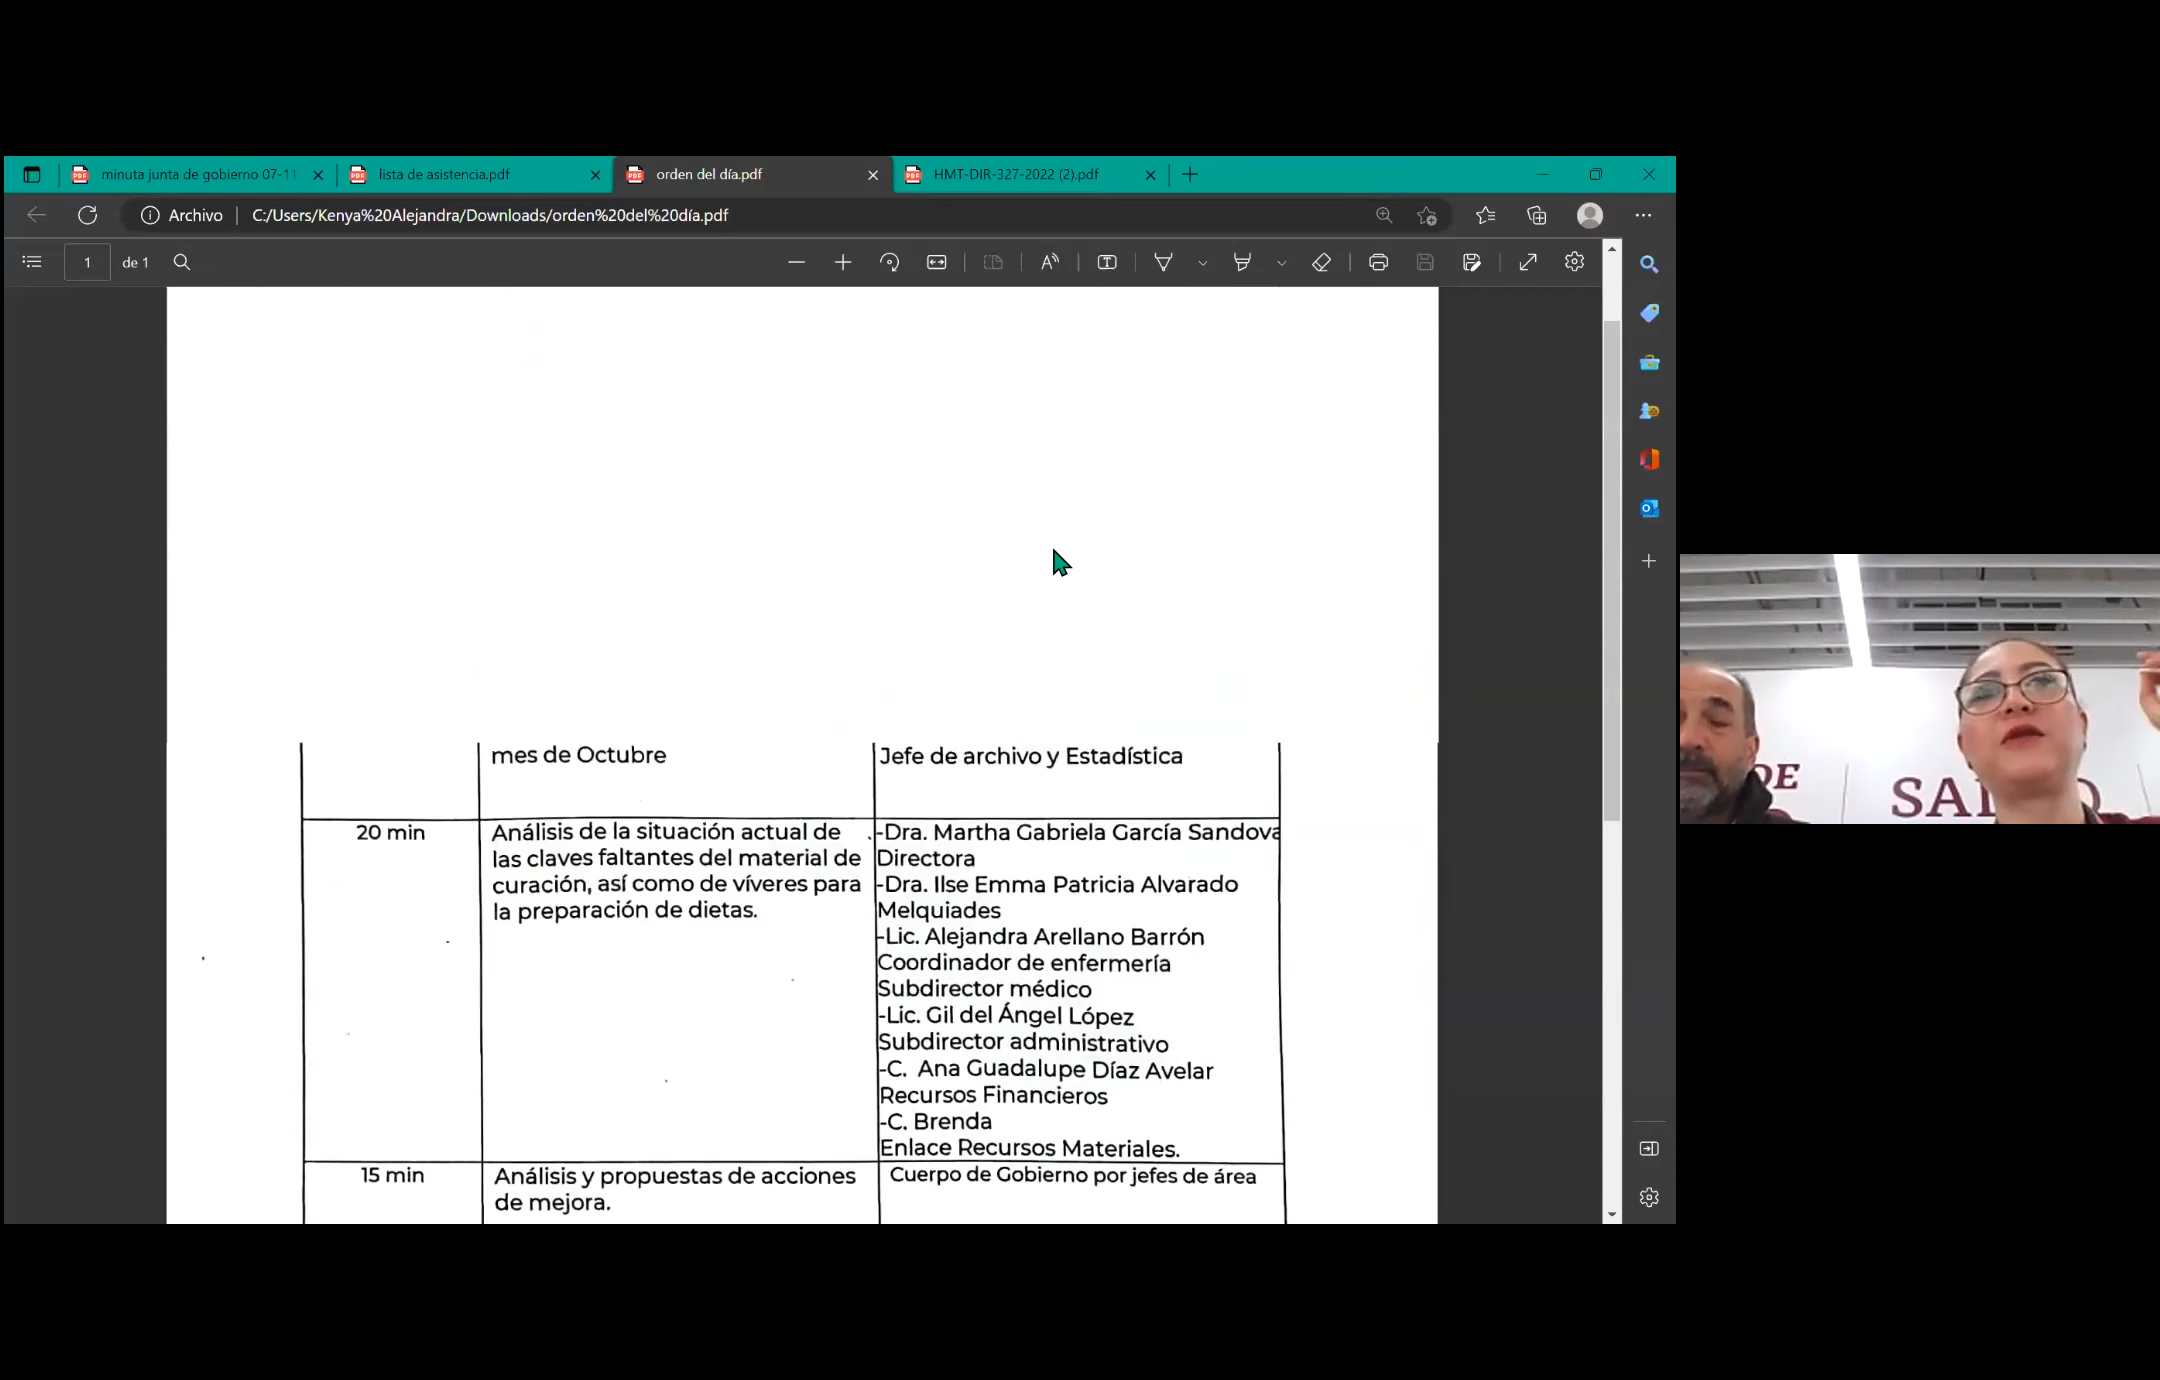 minuta junta de gobierno 07-11
lista de asistencia.pdf
orden del día.pdf
HMT-DIR-327-2022 (2).pdf
Archivo
C:/Users/Kenya%20Alejandra/Downloads/orden%20del%20día.pdf
1
de 1
mes de Octubre
Jefe de archivo y Estadística
20 min
Análisis de la situación actual de
las claves faltantes del material de
curación, así como de víveres para
la preparación de dietas.
-Dra. Martha Gabriela García Sandova
Directora
-Dra. Ilse Emma Patricia Alvarado
Melquiades
-Lic. Alejandra Arellano Barrón
Coordinador de enfermería
Subdirector médico
-Lic. Gil del Ángel López
Subdirector administrativo
-C. Ana Guadalupe Díaz Avelar
Recursos Financieros
-C. Brenda
Enlace Recursos Materiales.
15 min
Análisis y propuestas de acciones
de mejora.
Cuerpo de Gobierno por jefes de área
DE